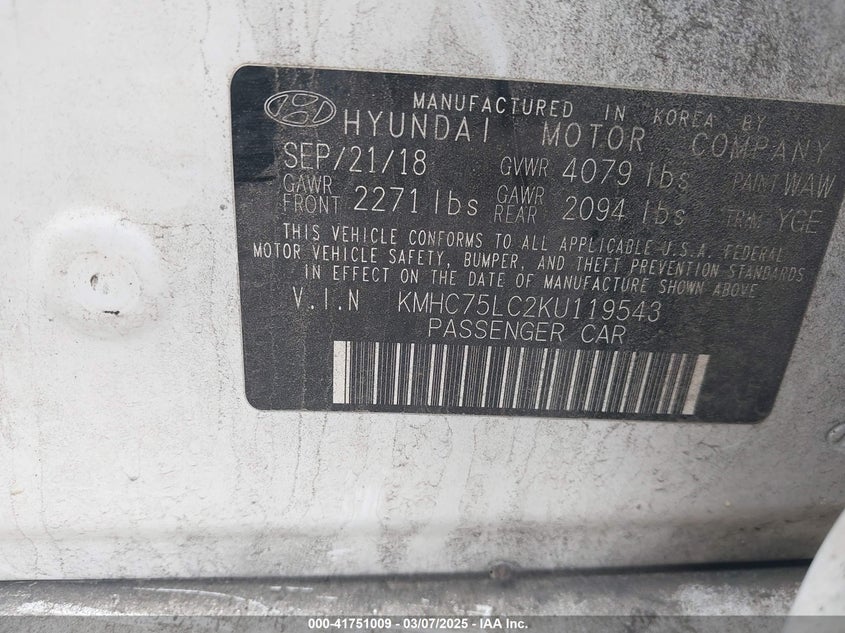 MANUFACTURED IN KOREA BY
HYUNDAI MOTOR COMPANY
SEP/21/18 GVWR 4079 lbs PAINT WAW
GAWR FRONT 2271 lbs GAWR REAR 2094 lbs TRIM YGE
THIS VEHICLE CONFORMS TO ALL APPLICABLE U.S.A. FEDERAL
MOTOR VEHICLE SAFETY, BUMPER, AND THEFT PREVENTION STANDARDS
IN EFFECT ON THE DATE OF MANUFACTURE SHOWN ABOVE
V.I.N KMHC75LC2KU119543
PASSENGER CAR
000-41751009 - 03/07/2025 - IAA Inc.